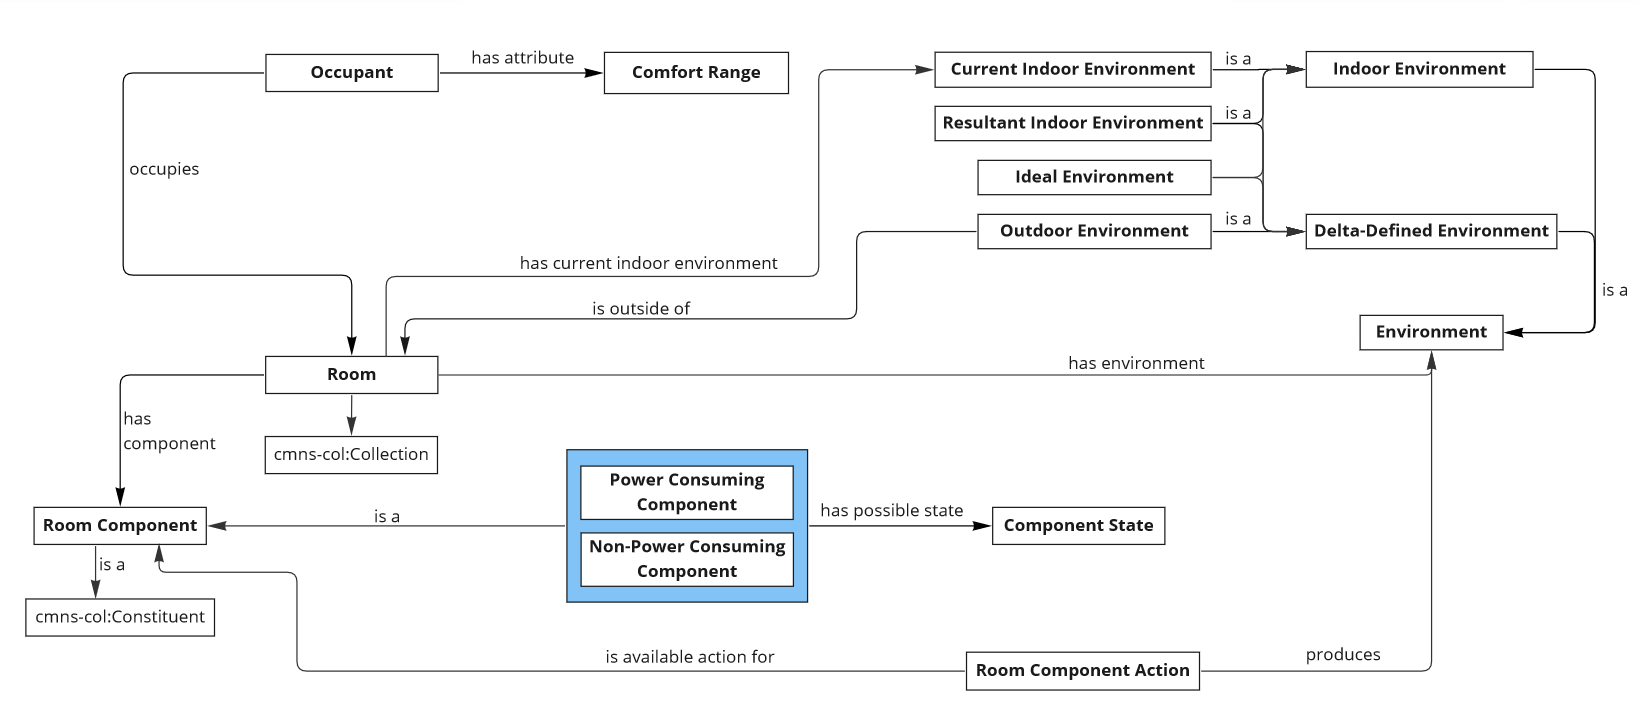 Occupant
has attribute
Comfort Range
Current Indoor Environment
is a
Indoor Environment
Resultant Indoor Environment
is a
occupies
Ideal Environment
Outdoor Environment
is a
Delta-Defined Environment
has current indoor environment
is a
is outside of
Environment
has environment
Room
has
component
cmns-col:Collection
Power Consuming
Component
has possible state
is a
Room Component
Component State
Non-Power Consuming
Component
is a
cmns-col:Constituent
is available action for
produces
Room Component Action